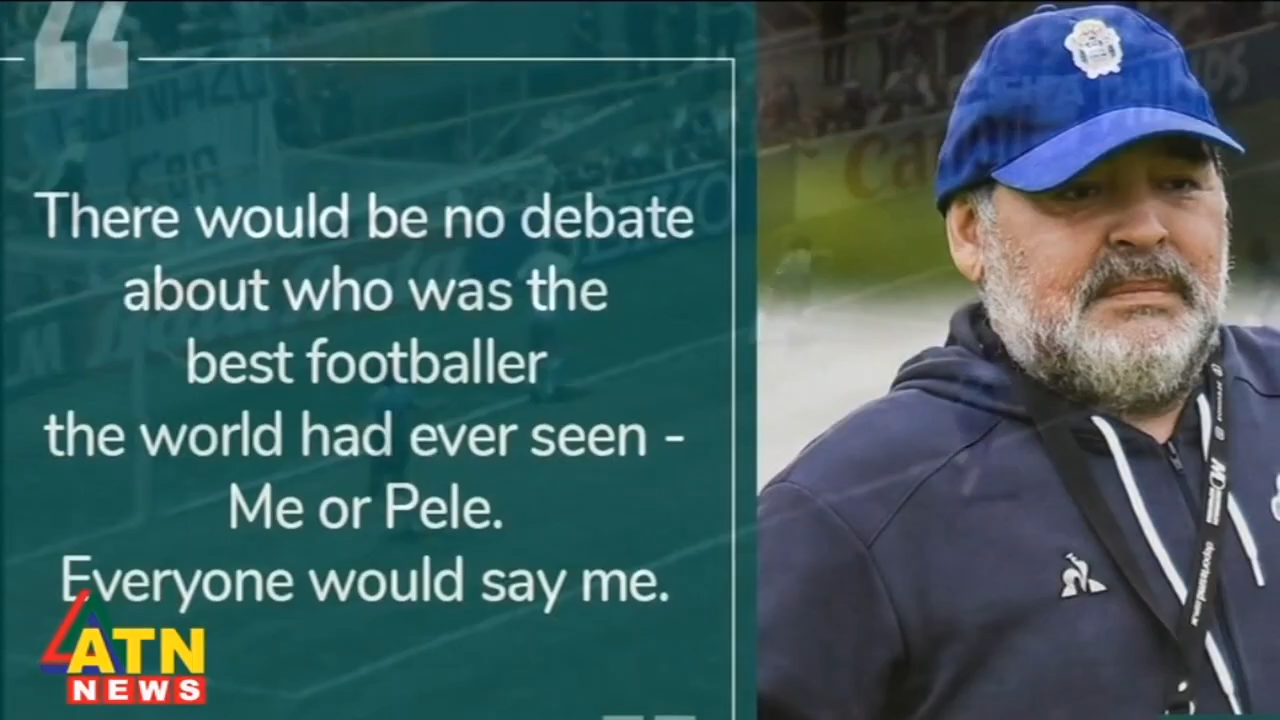 “
There would be no debate
about who was the
best footballer
the world had ever seen -
Me or Pele.
Everyone would say me.
ATN
NEWS